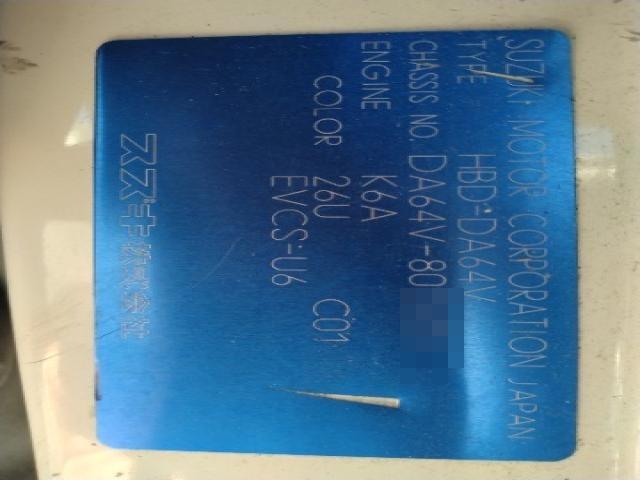 SUZUKI MOTOR CORPORATION JAPAN
TYPE HBD-DA64V
CHASSIS NO. DA64V-80
ENGINE K6A
COLOR 26U C01
EVCS-U6
スズキ株式会社